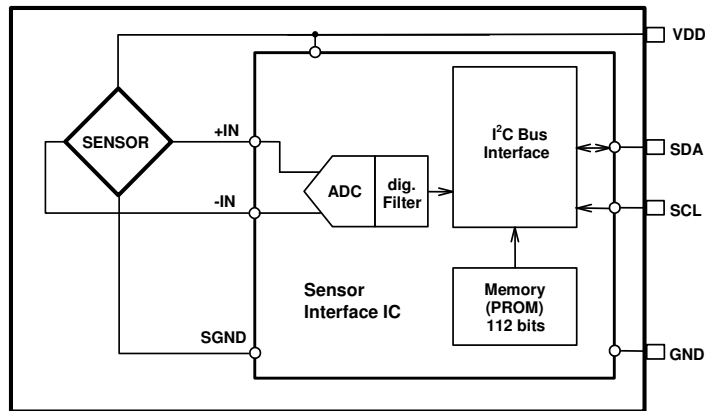 VDD
SENSOR
+IN
I²C Bus
Interface
SDA
ADC
dig.
Filter
-IN
SCL
Sensor
Interface IC
Memory
(PROM)
112 bits
SGND
GND